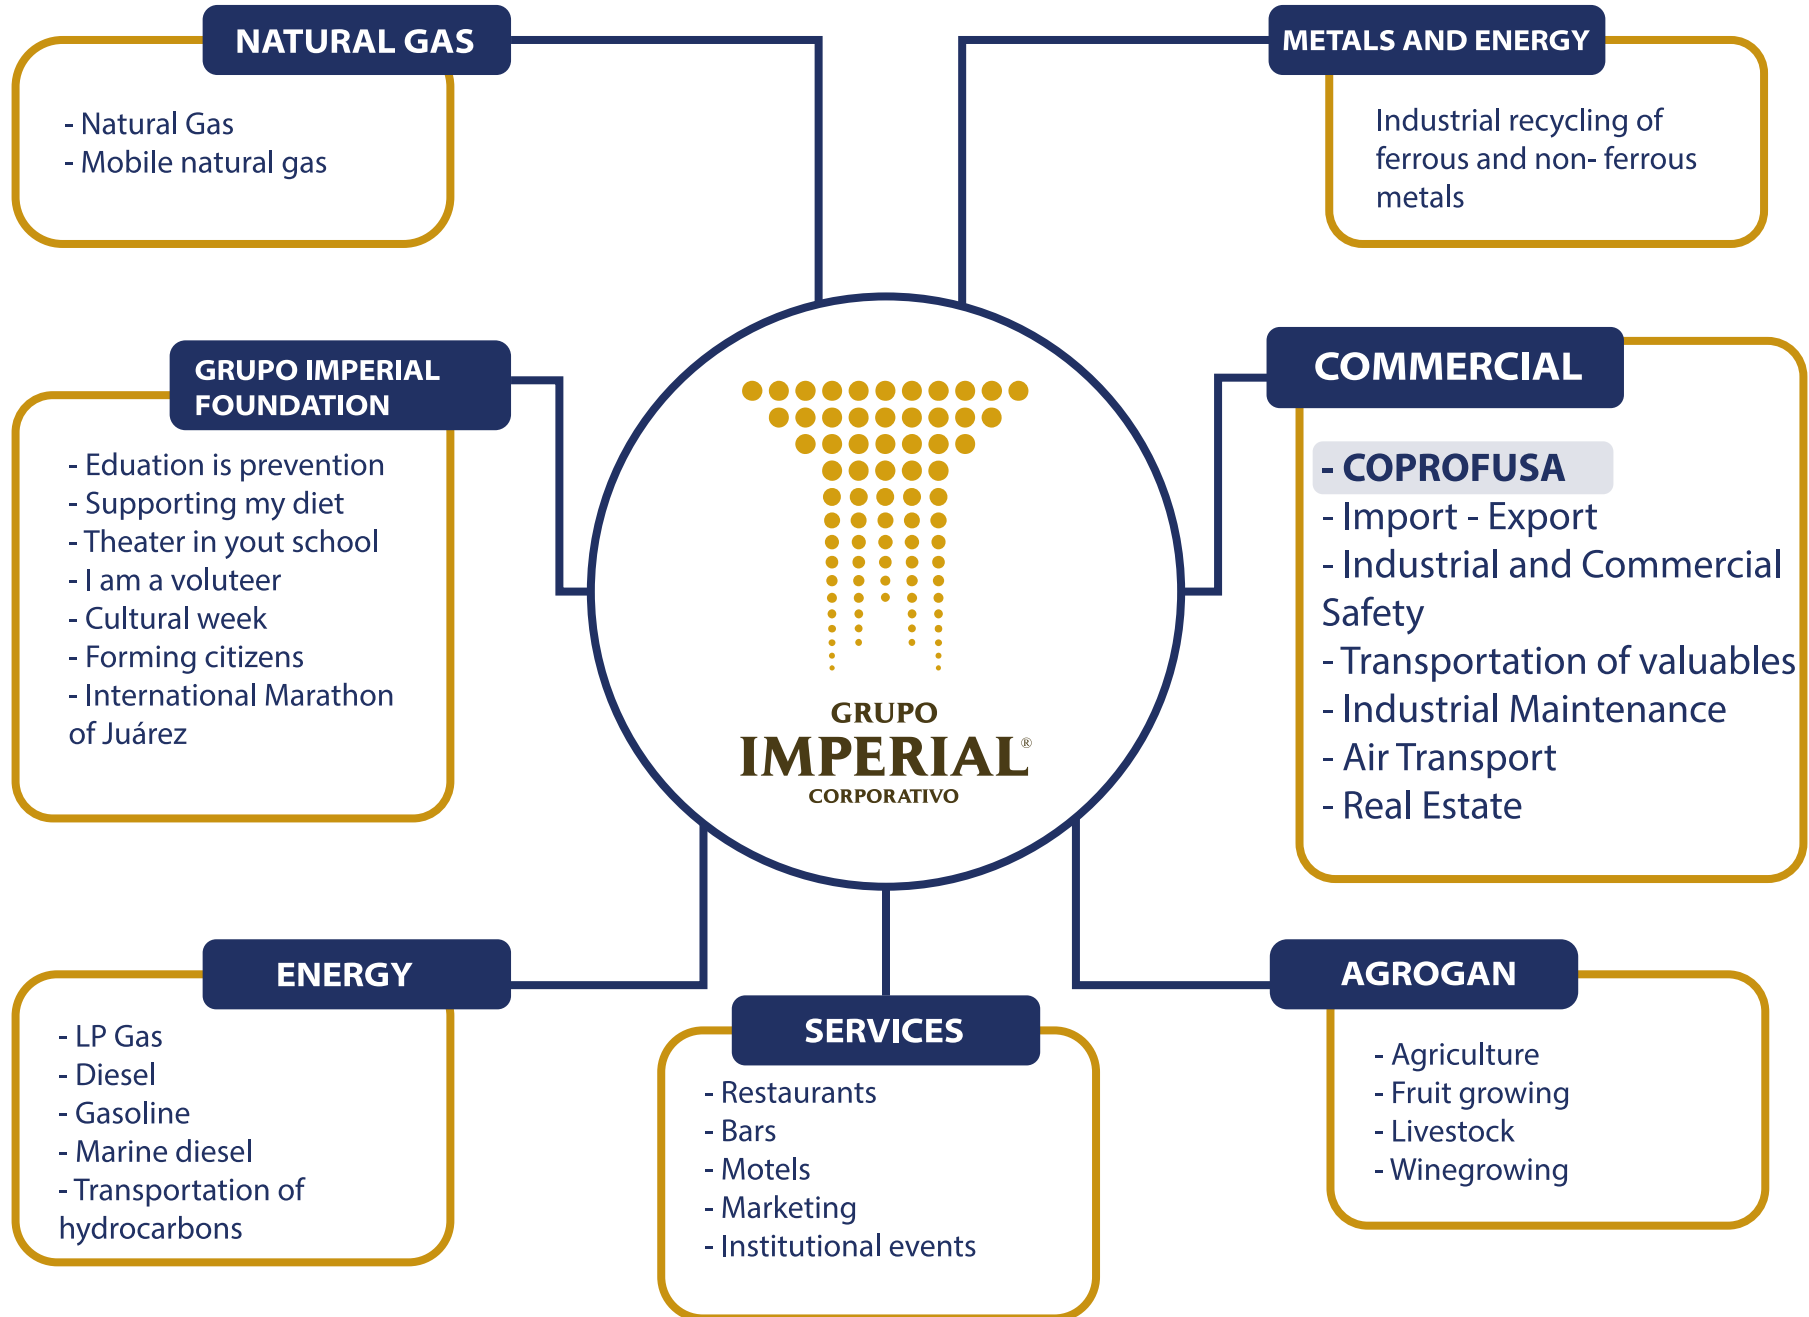 NATURAL GAS
- Natural Gas
- Mobile natural gas
METALS AND ENERGY
Industrial recycling of
ferrous and non- ferrous
metals
GRUPO IMPERIAL
FOUNDATION
- Eduation is prevention
- Supporting my diet
- Theater in yout school
- I am a voluteer
- Cultural week
- Forming citizens
- International Marathon
of Juárez
GRUPO
IMPERIAL®
CORPORATIVO
COMMERCIAL
- COPROFUSA
- Import - Export
- Industrial and Commercial
Safety
- Transportation of valuables
- Industrial Maintenance
- Air Transport
- Real Estate
ENERGY
- LP Gas
- Diesel
- Gasoline
- Marine diesel
- Transportation of
hydrocarbons
SERVICES
- Restaurants
- Bars
- Motels
- Marketing
- Institutional events
AGROGAN
- Agriculture
- Fruit growing
- Livestock
- Winegrowing